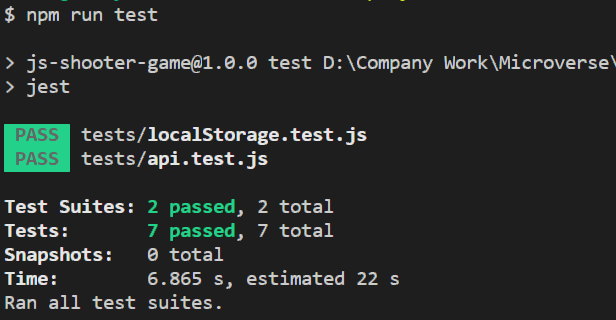 $ npm run test
> js-shooter-game@1.0.0 test D:\Company Work\Microverse\
> jest
PASS tests/localStorage.test.js
PASS tests/api.test.js
Test Suites: 2 passed, 2 total
Tests: 7 passed, 7 total
Snapshots: 0 total
Time: 6.865 s, estimated 22 s
Ran all test suites.